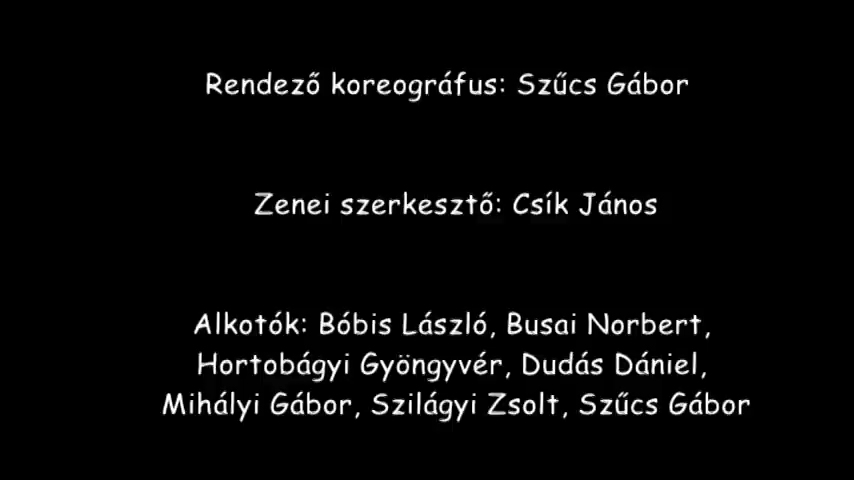 Rendező koreográfus: Szűcs Gábor
Zenei szerkesztő: Csík János
Alkotók: Bóbis László, Busai Norbert,
Hortobágyi Gyöngyvér, Dudás Dániel,
Mihályi Gábor, Szilágyi Zsolt, Szűcs Gábor